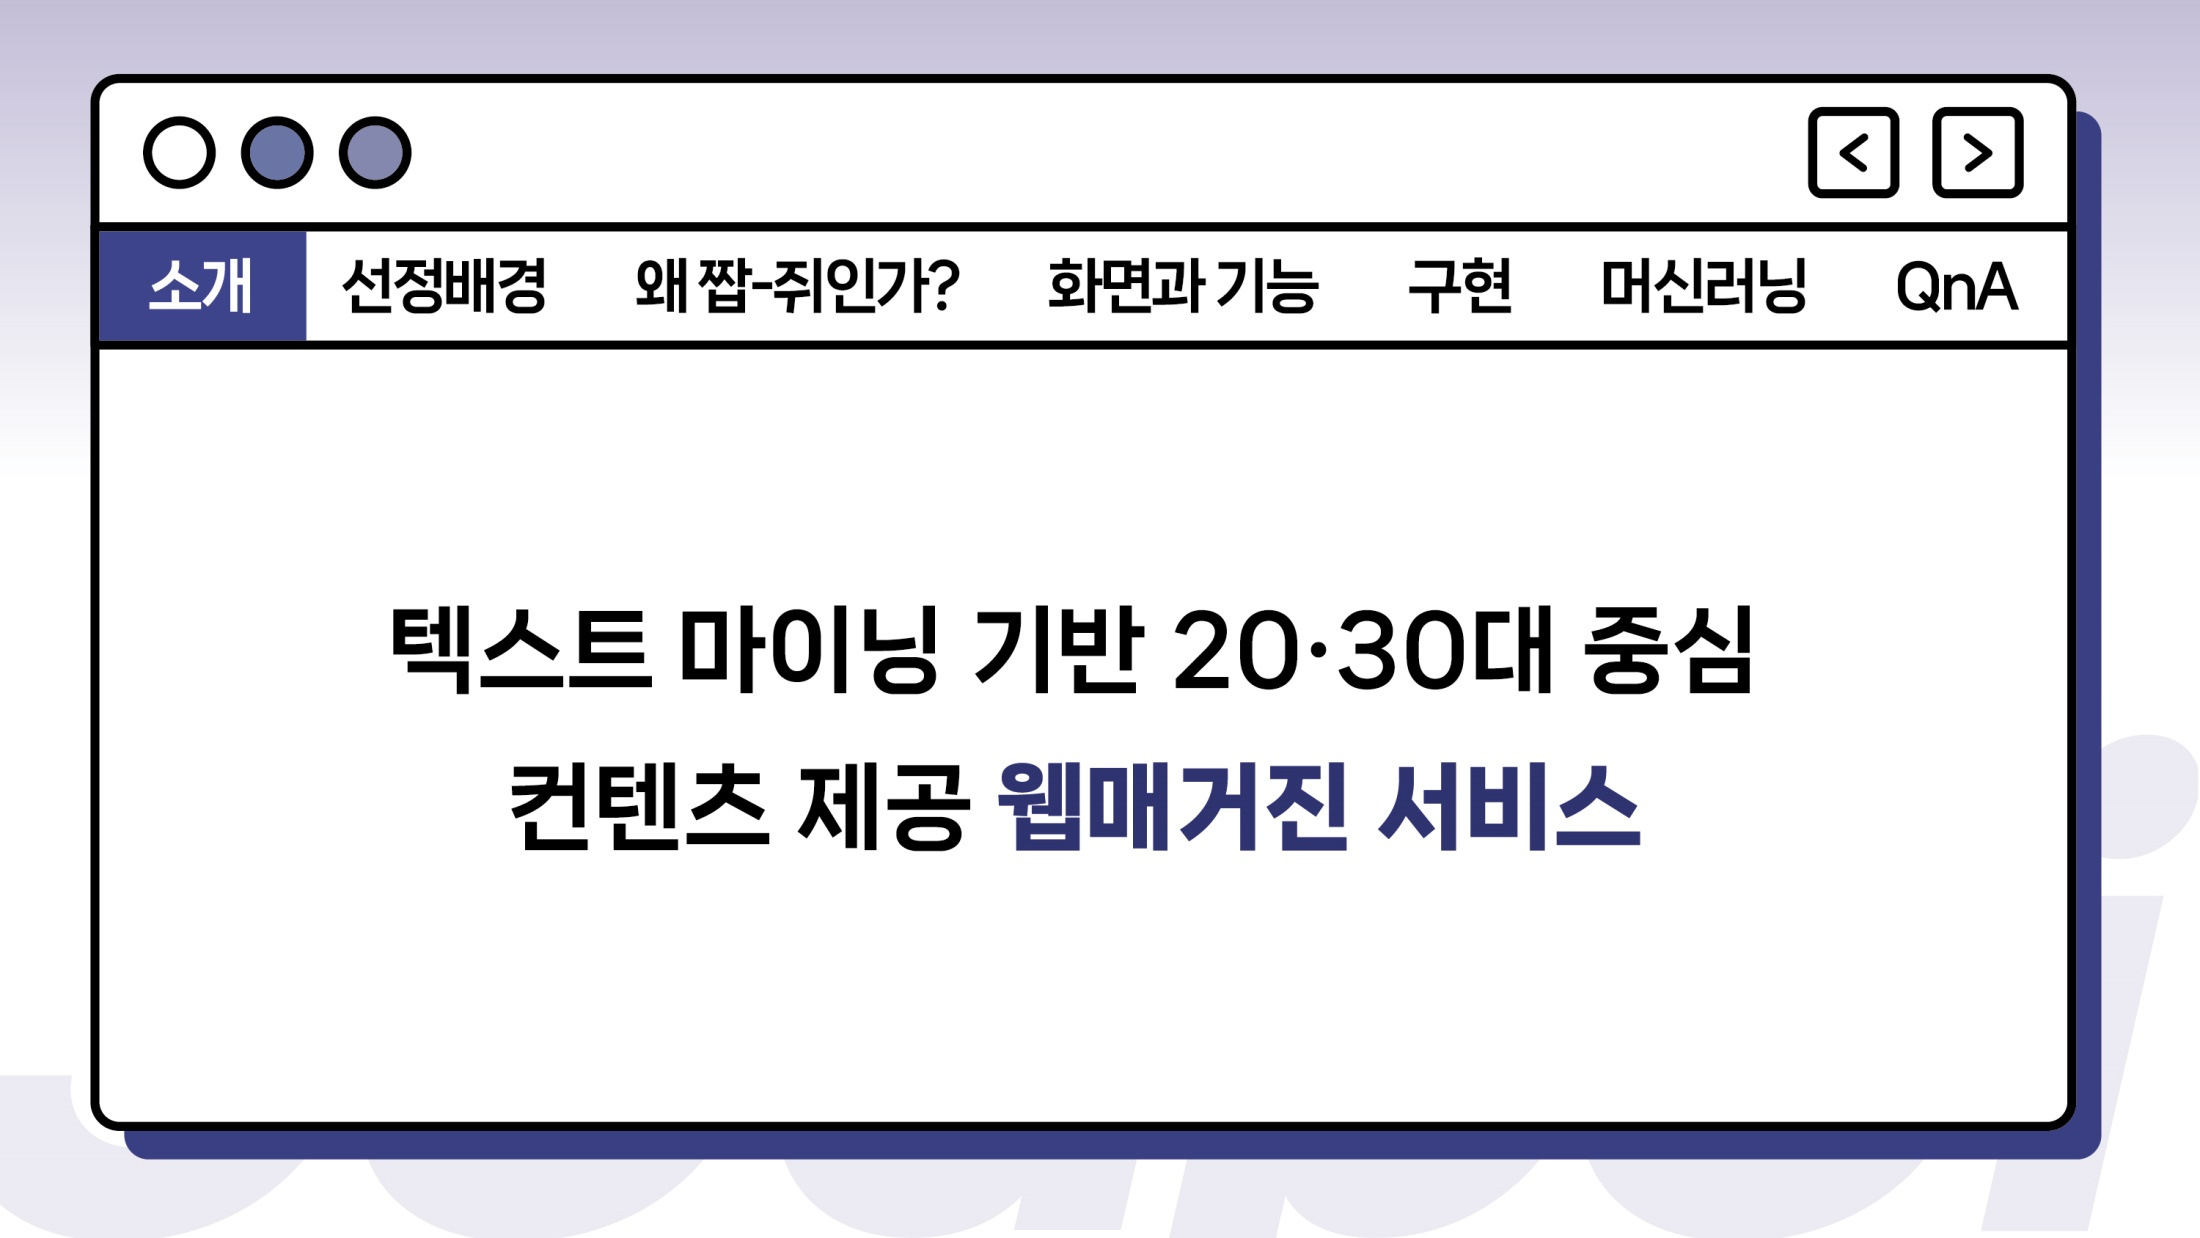 소개 선정배경 왜 짭-쥐인가? 화면과 기능 구현 머신러닝 QnA
텍스트 마이닝 기반 20·30대 중심
컨텐츠 제공 웹매거진 서비스